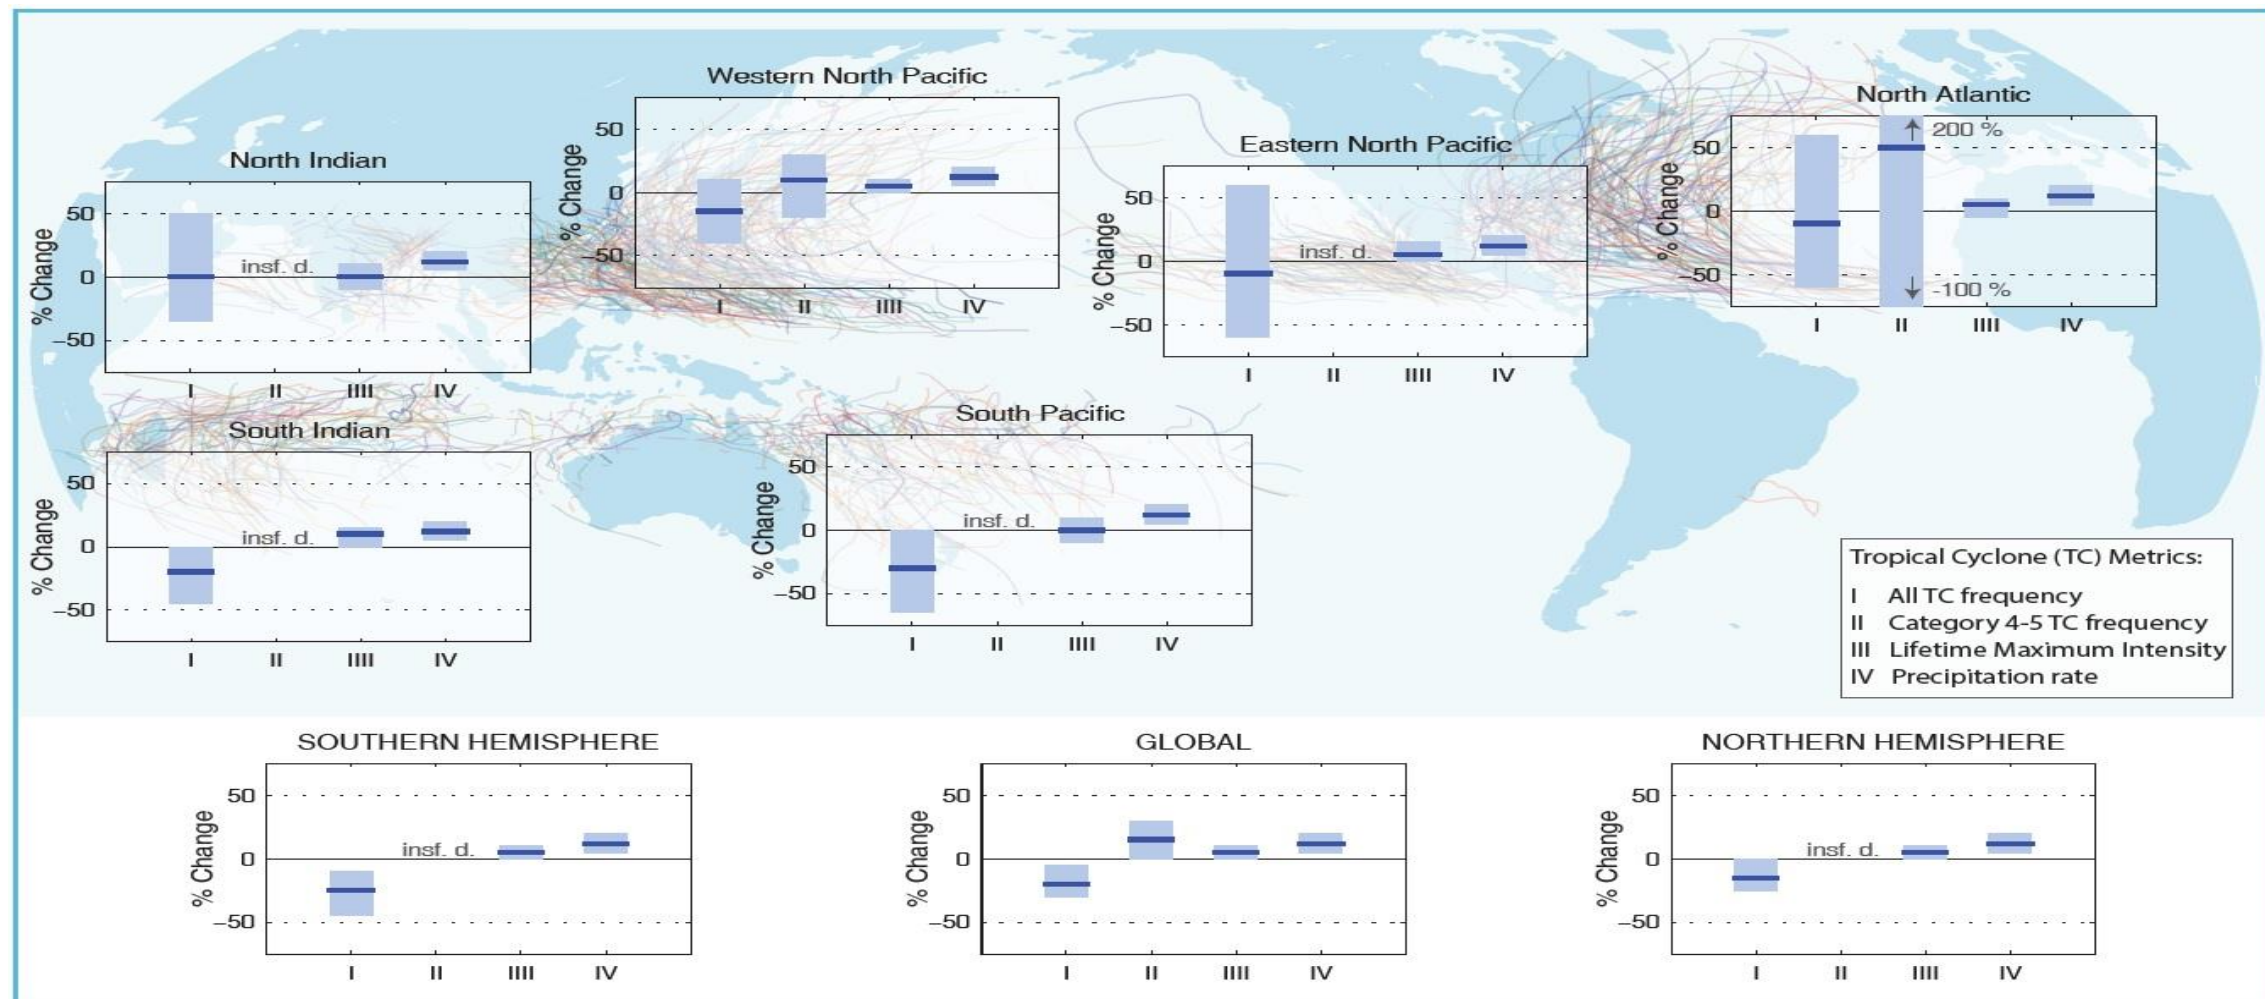 Western North Pacific
% Change
50
0
−50
I II IIII IV
North Atlantic
% Change
50
0
−50
200 %
-100 %
I II IIII IV
North Indian
% Change
50
0
−50
insf. d.
I II IIII IV
Eastern North Pacific
% Change
50
0
−50
insf. d.
I II IIII IV
South Indian
% Change
50
0
−50
insf. d.
I II IIII IV
South Pacific
% Change
50
0
−50
insf. d.
I II IIII IV
Tropical Cyclone (TC) Metrics:
I All TC frequency
II Category 4-5 TC frequency
III Lifetime Maximum Intensity
IV Precipitation rate
SOUTHERN HEMISPHERE
% Change
50
0
−50
insf. d.
I II IIII IV
GLOBAL
% Change
50
0
−50
I II IIII IV
NORTHERN HEMISPHERE
% Change
50
0
−50
insf. d.
I II IIII IV